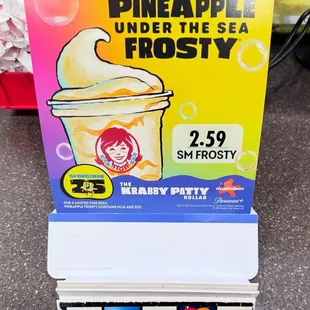 PINEAPPLE
UNDER THE SEA
FROSTY
Wendy's
2.59
SM FROSTY
SPONGEBOB
25
THE
KRABBY PATTY
KOLLAB
nickelodeon
Paramount+
FOR A LIMITED TIME ONLY
PINEAPPLE FROSTY CONTAINS MILK AND SOY.